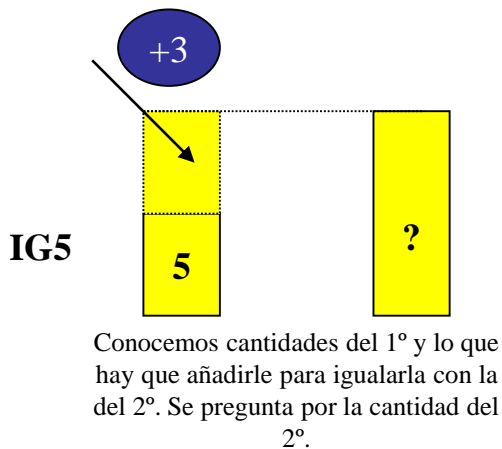 +3
IG5
5
?
Conocemos cantidades del 1º y lo que
hay que añadirle para igualarla con la
del 2º. Se pregunta por la cantidad del
2º.